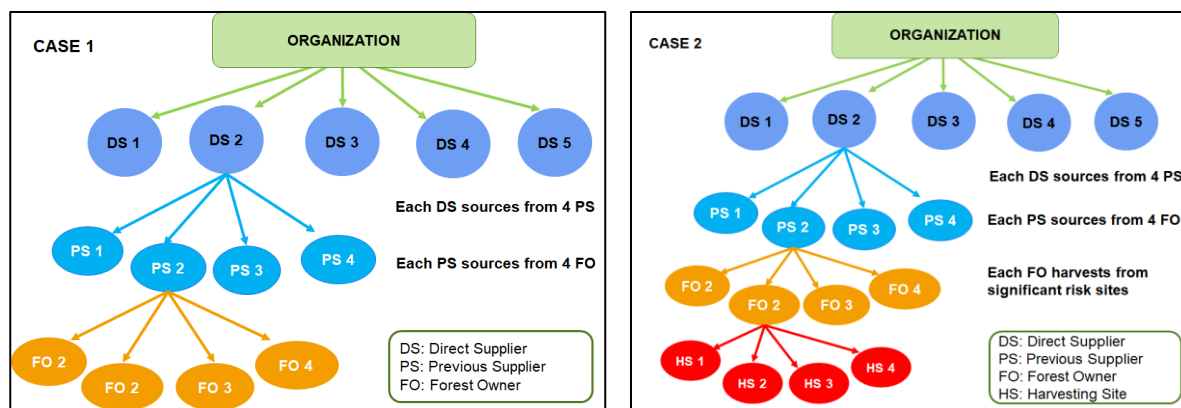 CASE 1
ORGANIZATION
DS 1
DS 2
DS 3
DS 4
DS 5
Each DS sources from 4 PS
PS 1
PS 2
PS 3
PS 4
Each PS sources from 4 FO
FO 2
FO 2
FO 3
FO 4
DS: Direct Supplier
PS: Previous Supplier
FO: Forest Owner
CASE 2
ORGANIZATION
DS 1
DS 2
DS 3
DS 4
DS 5
Each DS sources from 4 PS
PS 1
PS 2
PS 3
PS 4
Each PS sources from 4 FO
FO 2
FO 2
FO 3
FO 4
Each FO harvests from
significant risk sites
HS 1
HS 2
HS 3
HS 4
DS: Direct Supplier
PS: Previous Supplier
FO: Forest Owner
HS: Harvesting Site